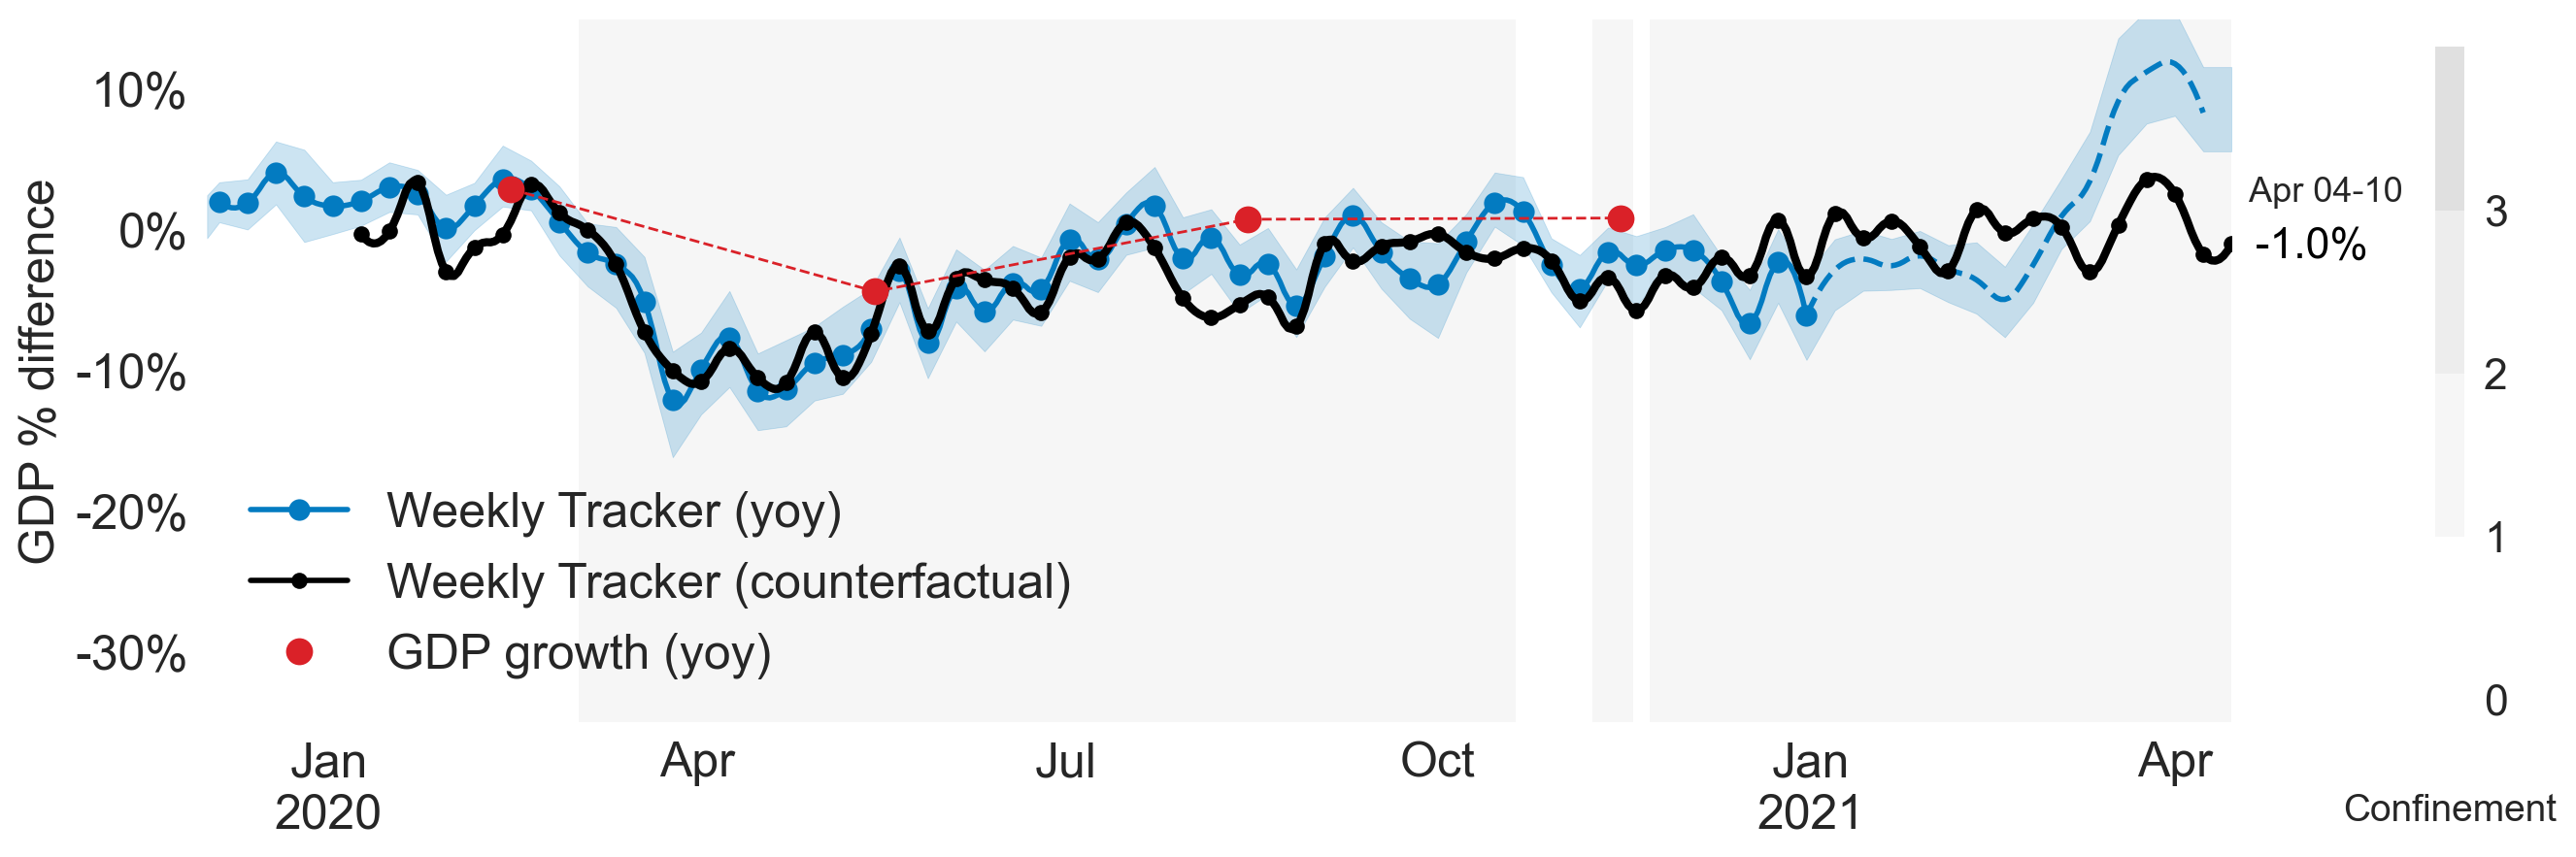 GDP % difference
10%
0%
-10%
-20%
-30%
Weekly Tracker (yoy)
Weekly Tracker (counterfactual)
GDP growth (yoy)
Jan
2020
Apr
Jul
Oct
Jan
2021
Apr
Apr 04-10
-1.0%
3
2
1
0
Confinement